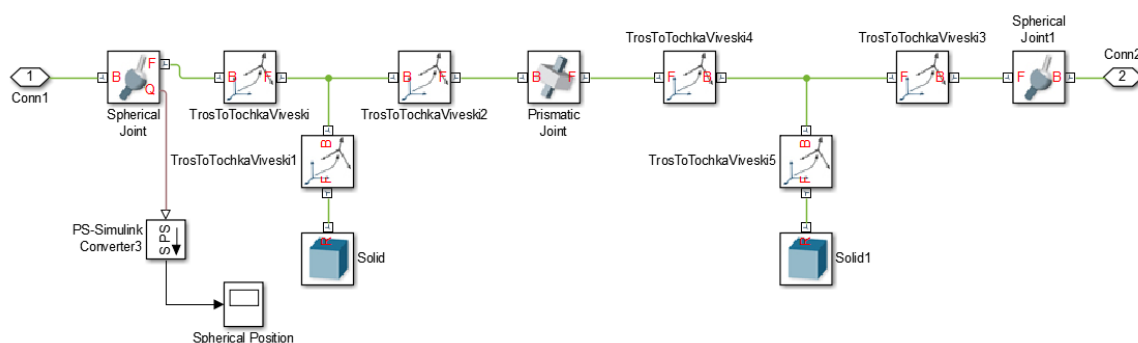 Spherical
Joint1
TrosToTochkaViveski4
TrosToTochkaViveski3
Conn2
1
B
F
Q
B
F
B
F
B
F
F
B
F
B
F
B
2
Conn1
Spherical
Joint
TrosToTochkaViveski
TrosToTochkaViveski2
Prismatic
Joint
B
F
B
F
TrosToTochkaViveski1
TrosToTochkaViveski5
PS-Simulink
Converter3
S PS
R
Solid
R
Solid1
Spherical Position